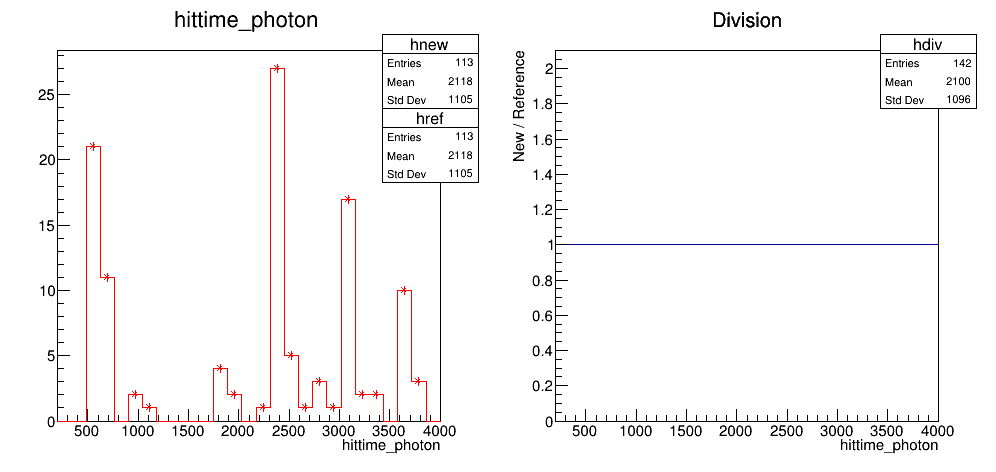 hittime_photon
hnew
Entries 113
Mean 2118
Std Dev 1105
href
Entries 113
Mean 2118
Std Dev 1105
25
20
15
10
5
0
500 1000 1500 2000 2500 3000 3500 4000
hittime_photon
Division
hdiv
Entries 142
Mean 2100
Std Dev 1096
New / Reference
2
1.8
1.6
1.4
1.2
1
0.8
0.6
0.4
0.2
0
500 1000 1500 2000 2500 3000 3500 4000
hittime_photon